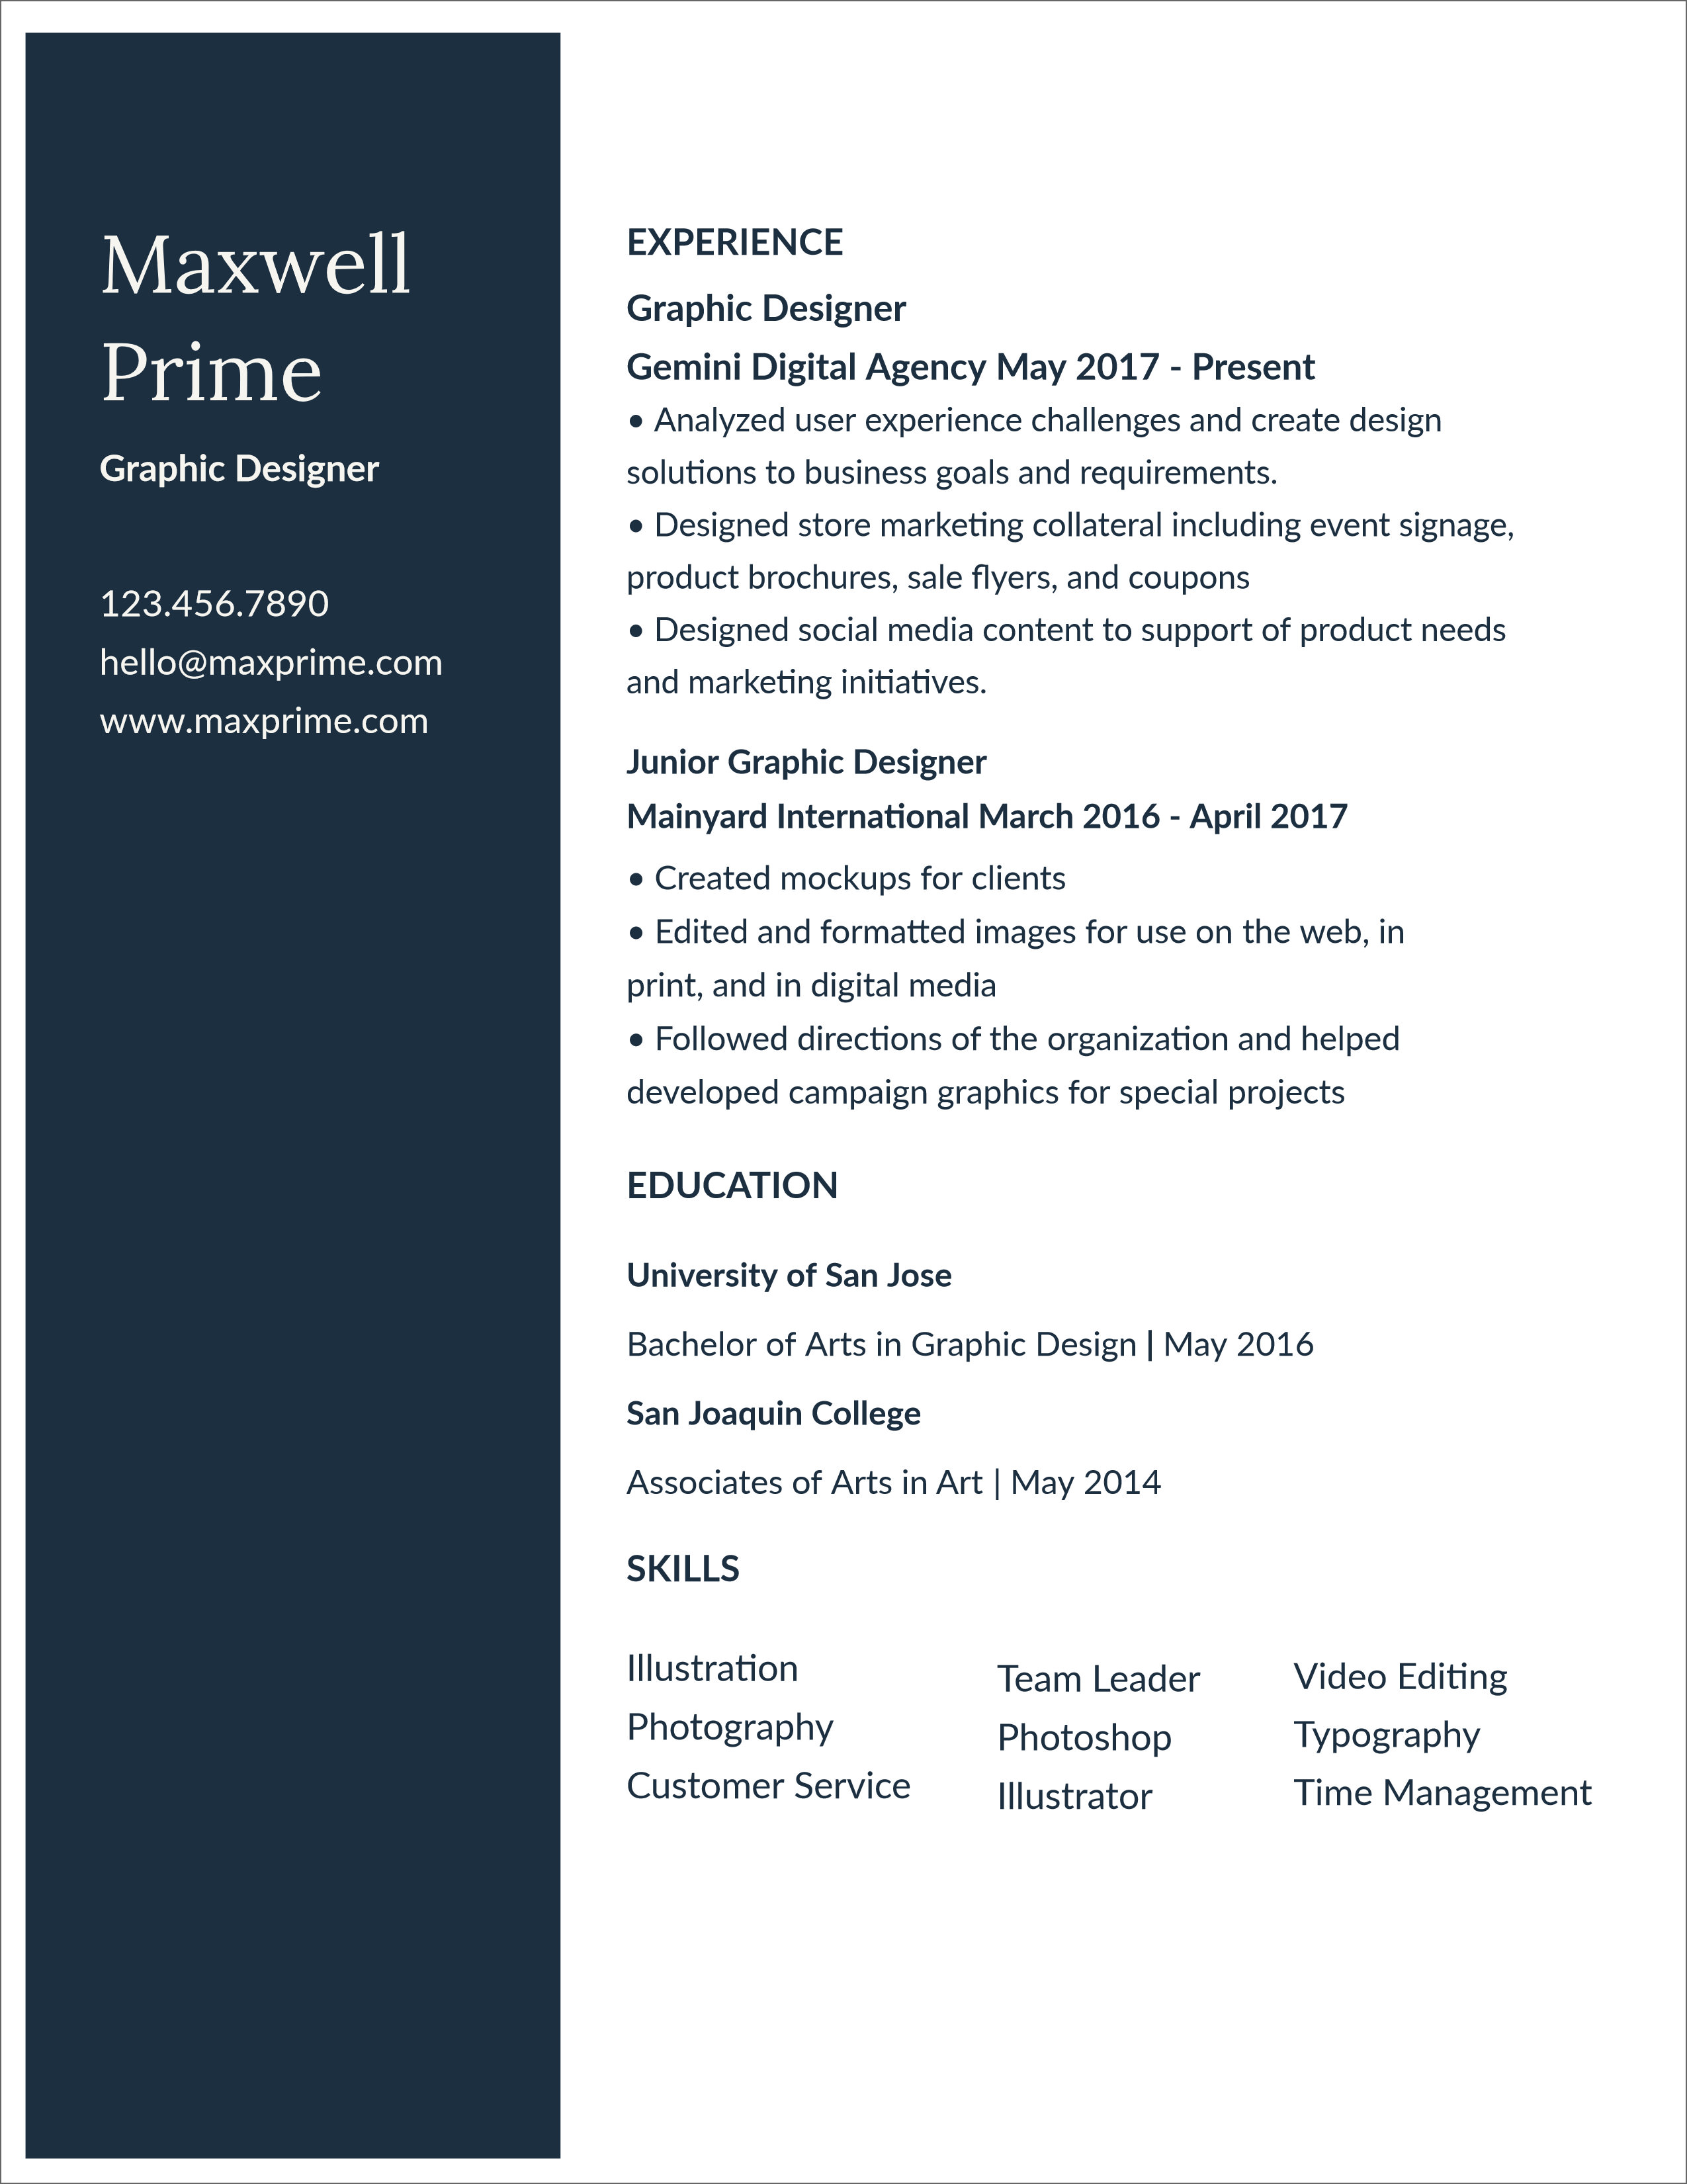 Maxwell
Prime
Graphic Designer
123.456.7890
hello@maxprime.com
www.maxprime.com
EXPERIENCE
Graphic Designer
Gemini Digital Agency May 2017 - Present
• Analyzed user experience challenges and create design
solutions to business goals and requirements.
• Designed store marketing collateral including event signage,
product brochures, sale flyers, and coupons
• Designed social media content to support of product needs
and marketing initiatives.
Junior Graphic Designer
Mainyard International March 2016 - April 2017
• Created mockups for clients
• Edited and formatted images for use on the web, in
print, and in digital media
• Followed directions of the organization and helped
developed campaign graphics for special projects
EDUCATION
University of San Jose
Bachelor of Arts in Graphic Design | May 2016
San Joaquin College
Associates of Arts in Art | May 2014
SKILLS
Illustration
Photography
Customer Service
Team Leader
Photoshop
Illustrator
Video Editing
Typography
Time Management